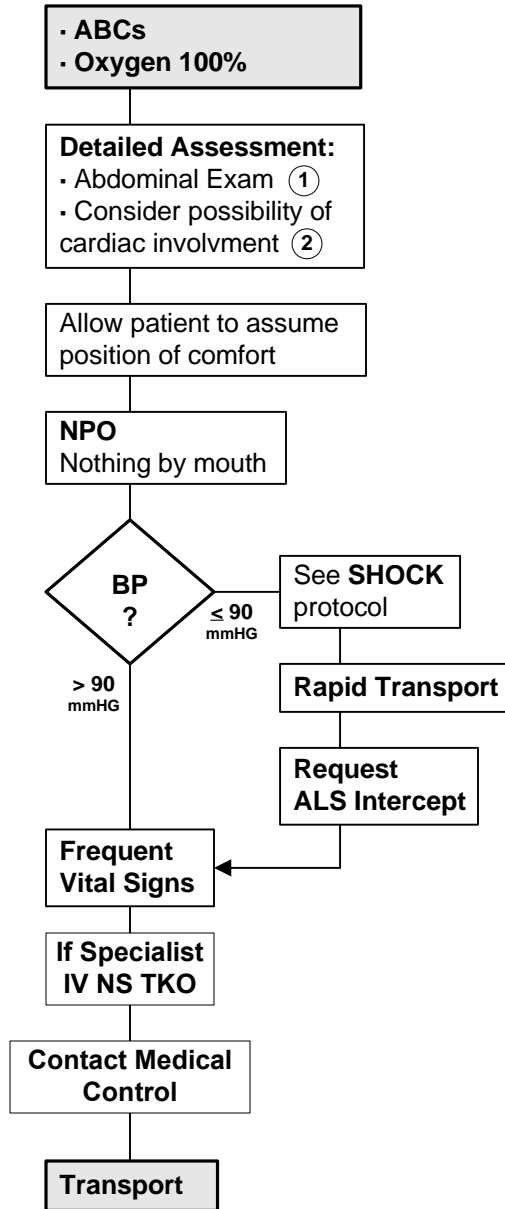 · ABCs
· Oxygen 100%
Detailed Assessment:
· Abdominal Exam 1
· Consider possibility of
cardiac involvment 2
Allow patient to assume
position of comfort
NPO
Nothing by mouth
BP
?
≤ 90
mmHG
> 90
mmHG
See SHOCK
protocol
Rapid Transport
Request
ALS Intercept
Frequent
Vital Signs
If Specialist
IV NS TKO
Contact Medical
Control
Transport